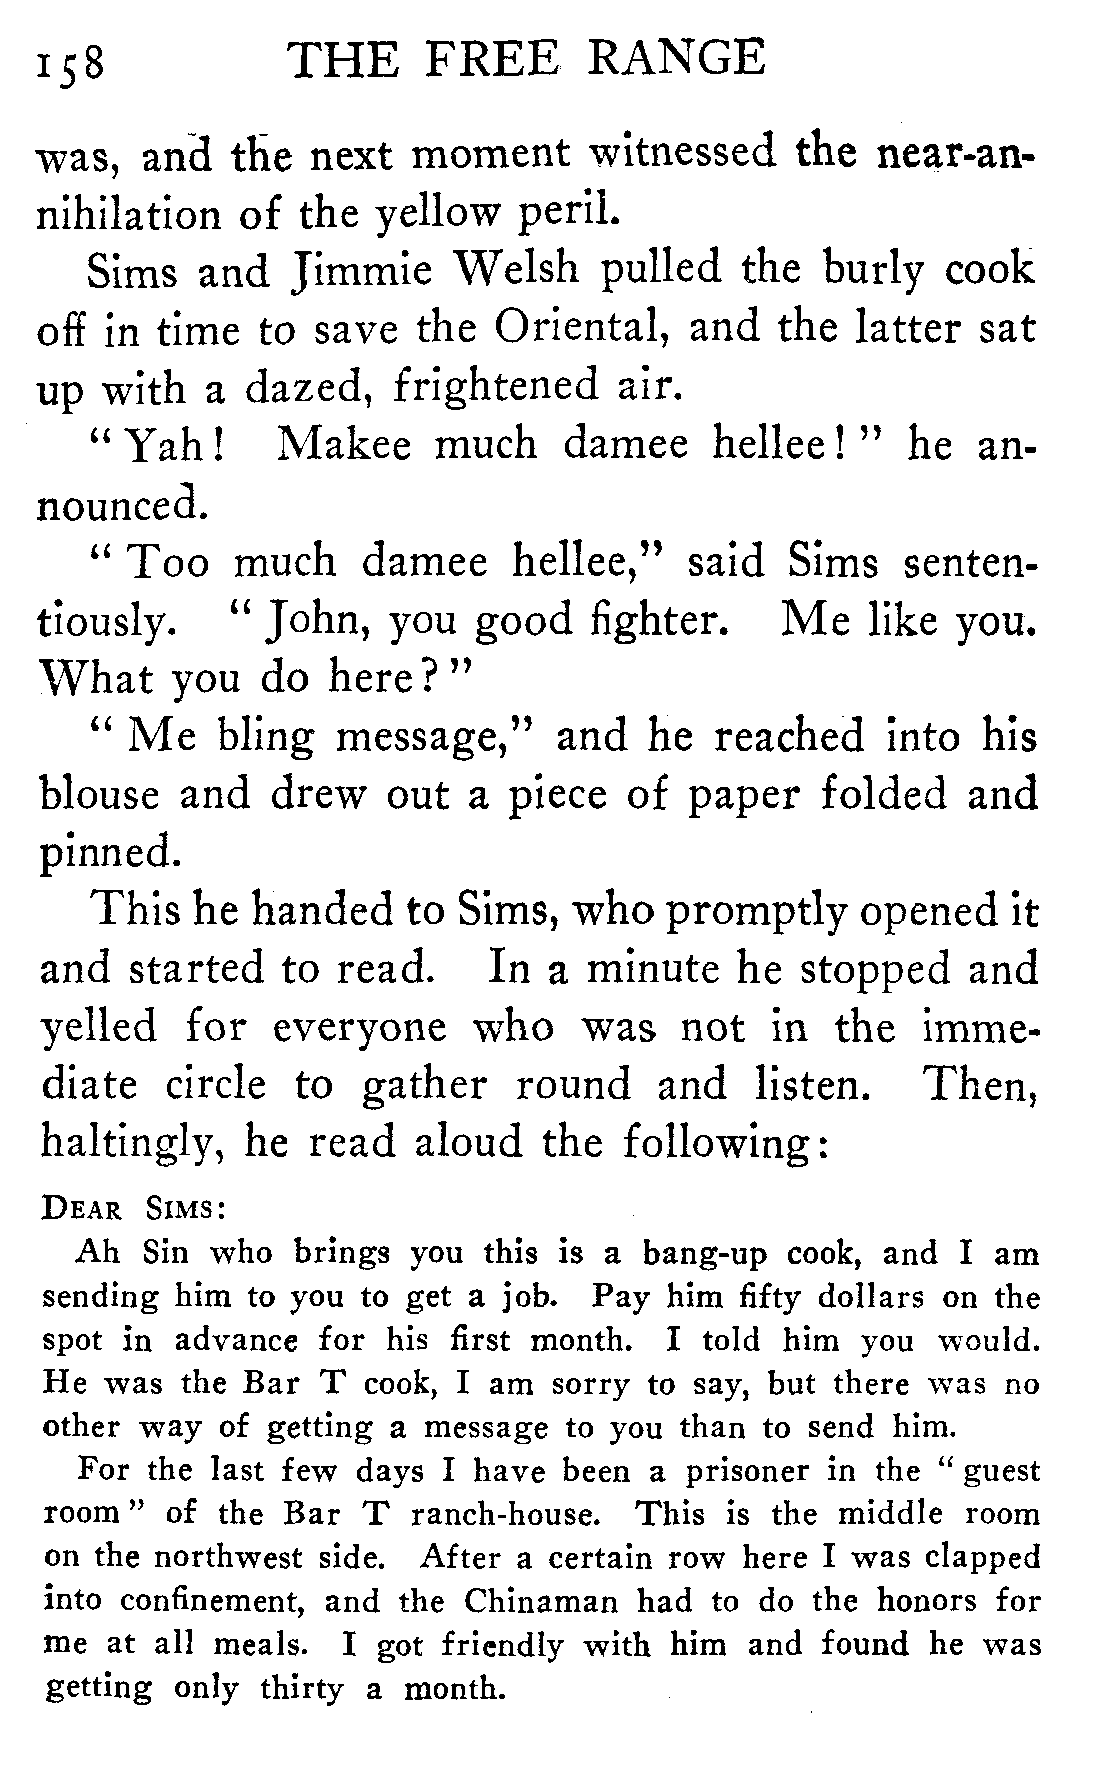 158 THE FREE RANGE
was, and the next moment witnessed the near-an-
nihilation of the yellow peril.
Sims and Jimmie Welsh pulled the burly cook
off in time to save the Oriental, and the latter sat
up with a dazed, frightened air.
"Yah! Makee much damee hellee!" he an-
nounced.
"Too much damee hellee," said Sims senten-
tiously. "John, you good fighter. Me like you.
What you do here?"
"Me bling message," and he reached into his
blouse and drew out a piece of paper folded and
pinned.
This he handed to Sims, who promptly opened it
and started to read. In a minute he stopped and
yelled for everyone who was not in the imme-
diate circle to gather round and listen. Then,
haltingly, he read aloud the following:
DEAR SIMS:
Ah Sin who brings you this is a bang-up cook, and I am
sending him to you to get a job. Pay him fifty dollars on the
spot in advance for his first month. I told him you would.
He was the Bar T cook, I am sorry to say, but there was no
other way of getting a message to you than to send him.
For the last few days I have been a prisoner in the "guest
room" of the Bar T ranch-house. This is the middle room
on the northwest side. After a certain row here I was clapped
into confinement, and the Chinaman had to do the honors for
me at all meals. I got friendly with him and found he was
getting only thirty a month.